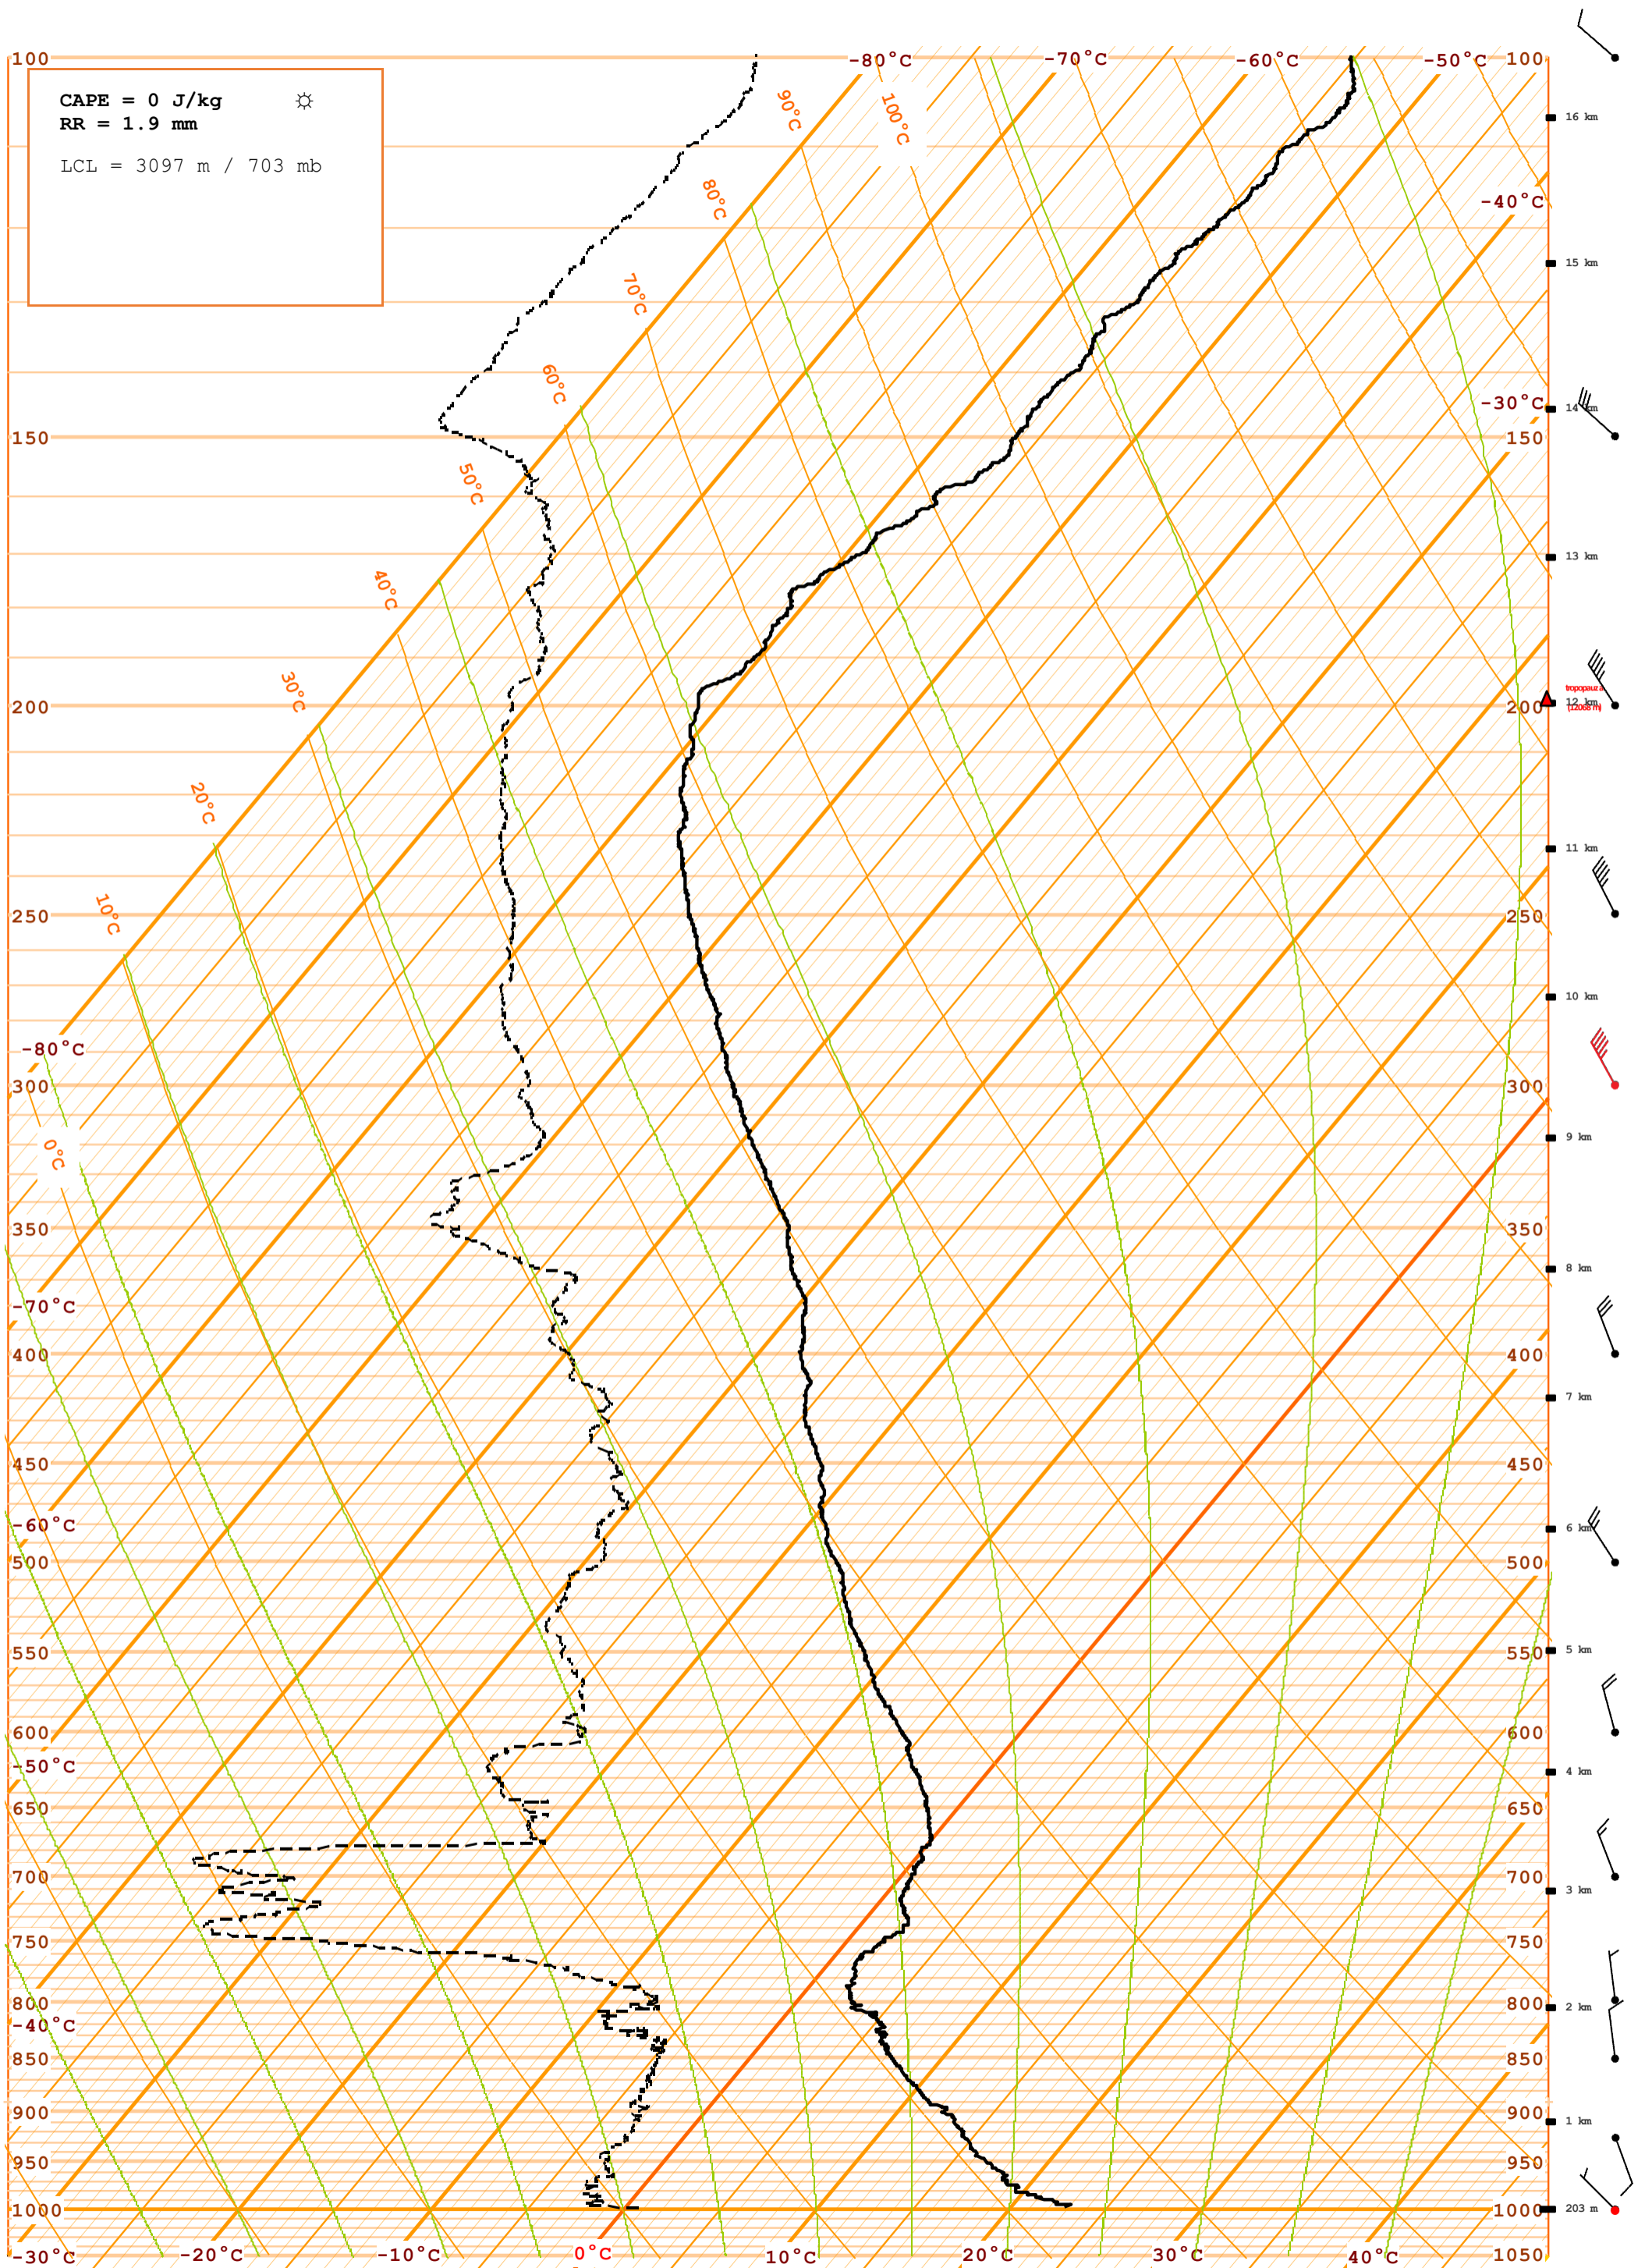 -80°C -70°C -60°C -50°C
100 100
CAPE = 0 J/kg ☼
RR = 1.9 mm
LCL = 3097 m / 703 mb
90°C 100°C
16 km
80°C
-40°C
15 km
70°C
60°C
-30°C
14 km
150 150
50°C
13 km
40°C
30°C
tropopauza
200 200
12 km
(12068 m)
20°C
11 km
10°C
250 250
10 km
-80°C
300 300
9 km
0°C
350 350
8 km
-70°C
400 400
7 km
450 450
-60°C
6 km
500 500
5 km
550 550
600 600
-50°C
4 km
650 650
700 700
3 km
750 750
800 800
2 km
-40°C
850 850
900 900
1 km
950 950
1000 1000
203 m
-30°C -20°C -10°C 0°C 10°C 20°C 30°C 40°C 1050